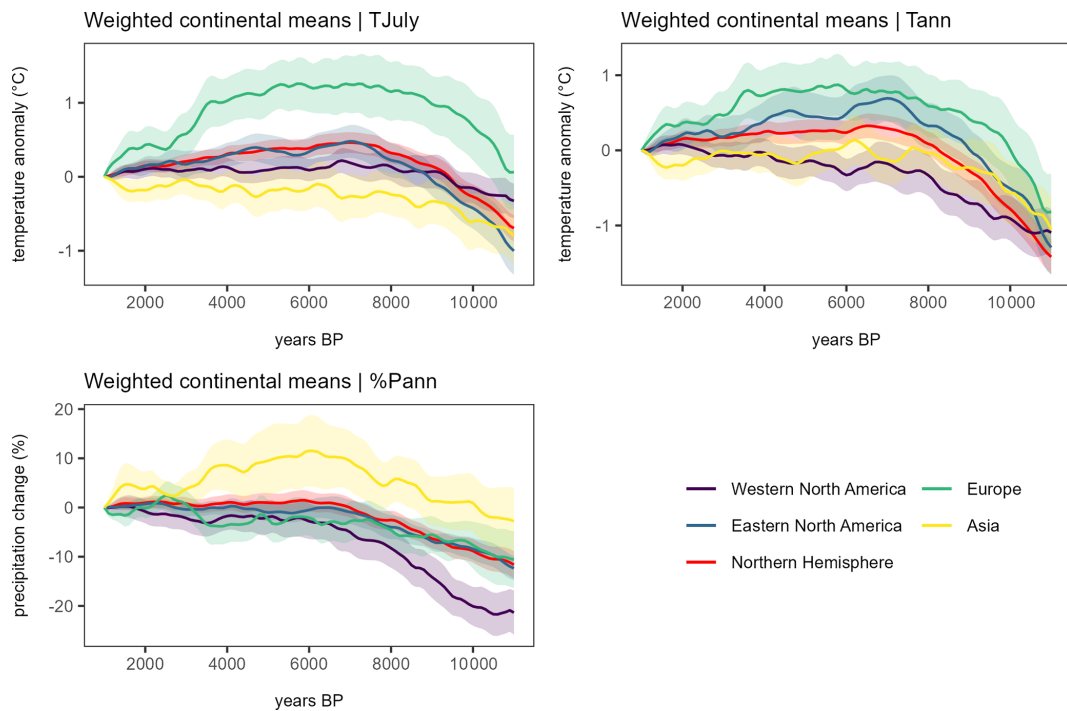 Weighted continental means | TJuly
temperature anomaly (°C)
1
0
-1
2000 4000 6000 8000 10000
years BP
Weighted continental means | Tann
temperature anomaly (°C)
1
0
-1
2000 4000 6000 8000 10000
years BP
Weighted continental means | %Pann
precipitation change (%)
20
10
0
-10
-20
2000 4000 6000 8000 10000
years BP
Western North America
Eastern North America
Northern Hemisphere
Europe
Asia